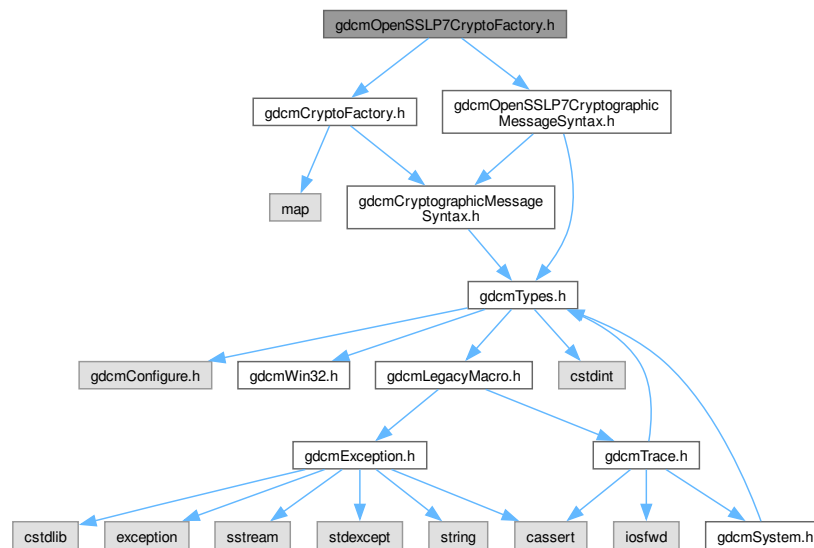 gdcmOpenSSLP7CryptoFactory.h
gdcmCryptoFactory.h
gdcmOpenSSLP7Cryptographic
MessageSyntax.h
map
gdcmCryptographicMessage
Syntax.h
gdcmTypes.h
gdcmConfigure.h
gdcmWin32.h
gdcmLegacyMacro.h
cstdint
gdcmException.h
gdcmTrace.h
cstdlib
exception
sstream
stdexcept
string
cassert
iosfwd
gdcmSystem.h